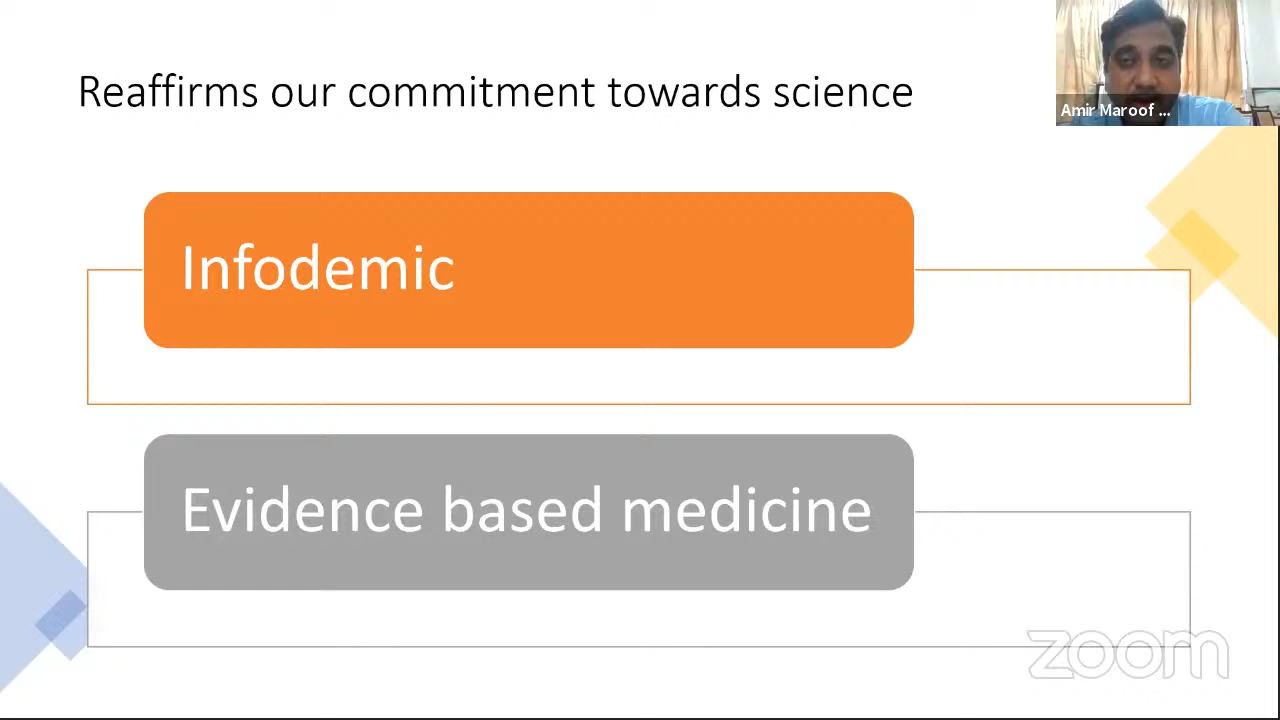 Reaffirms our commitment towards science
Amir Maroof ...
Infodemic
Evidence based medicine
zoom